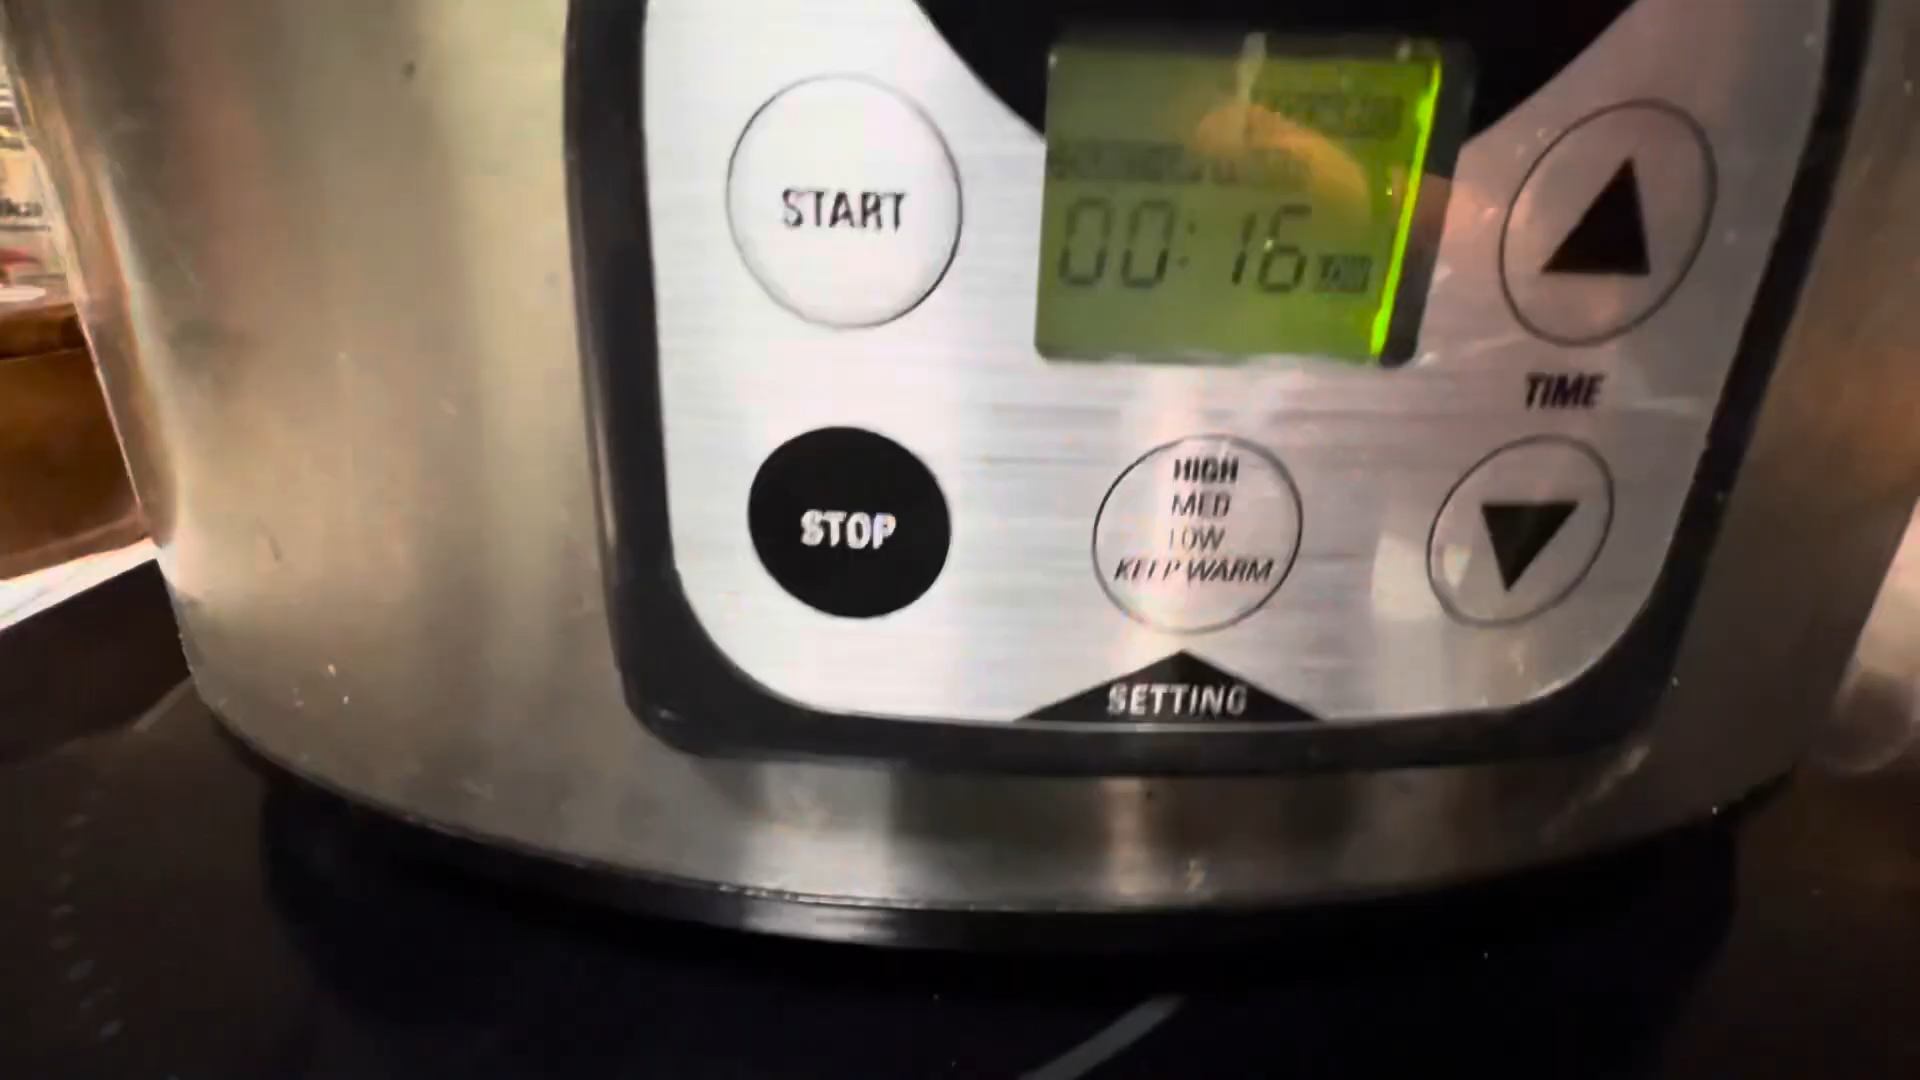 START
00:16
TIME
STOP
HIGH
MED
LOW
KEEP WARM
SETTING